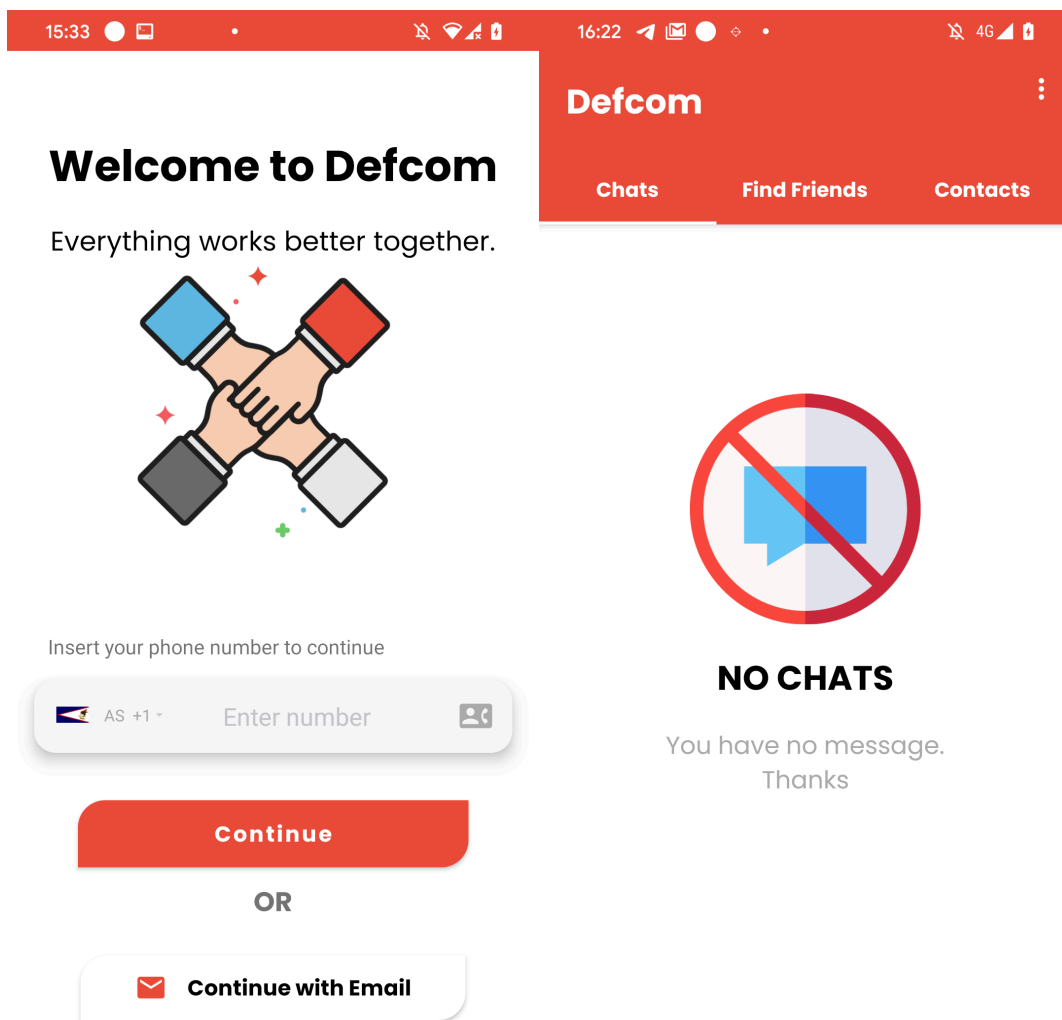 15:33
Welcome to Defcom
Everything works better together.
Insert your phone number to continue
AS +1
Enter number
Continue
OR
Continue with Email
16:22
4G
Defcom
Chats
Find Friends
Contacts
NO CHATS
You have no message.
Thanks